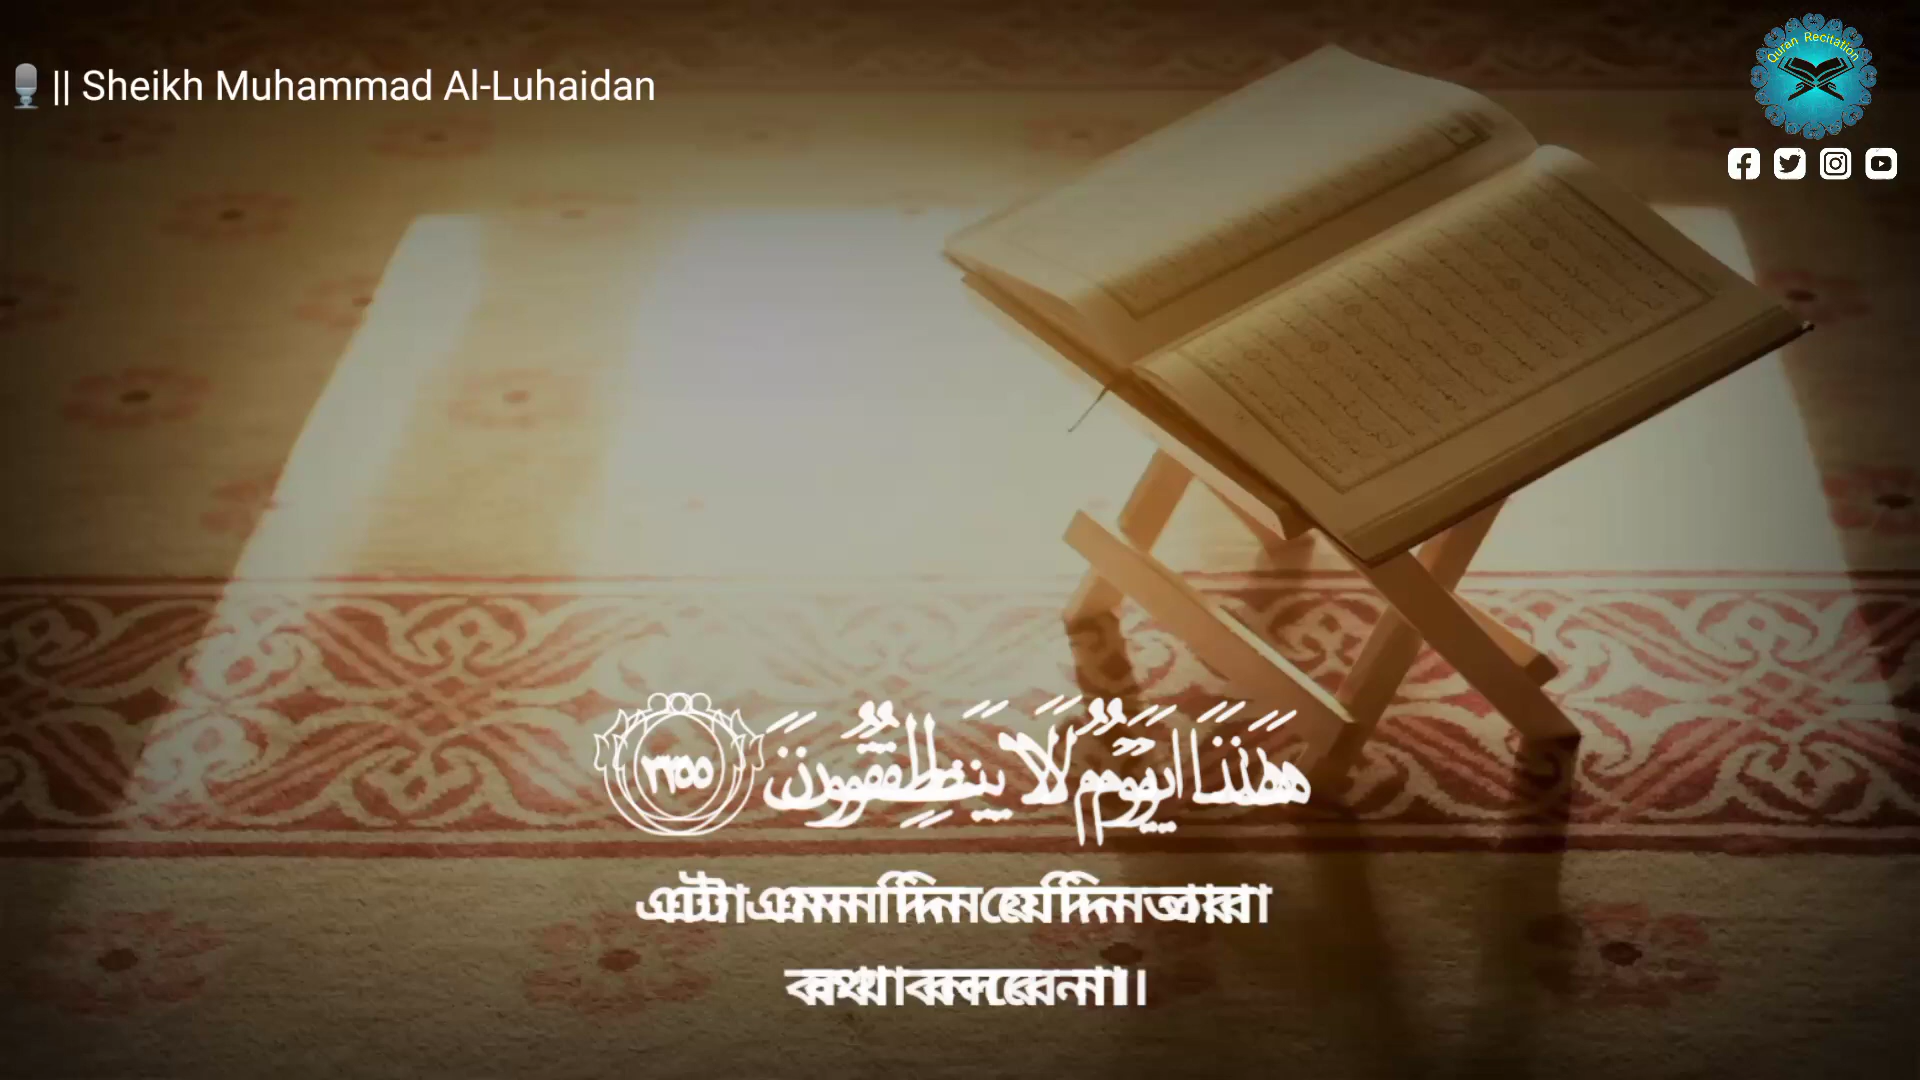 || Sheikh Muhammad Al-Luhaidan
Quran Recitation
هَٰذَا يَوْمُ لَا يَنطِقُونَ ٣٥
এটা এমন দিন যেদিন তারা
কথা বলবে না।